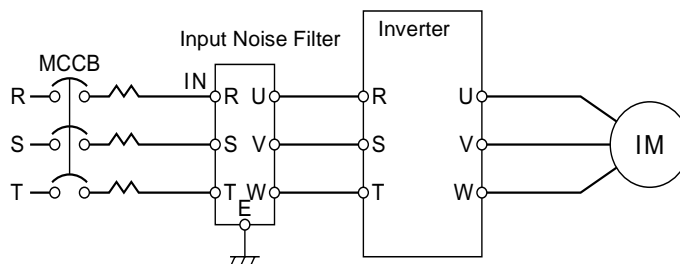 Inverter
Input Noise Filter
MCCB
IN
R R U R U
S S V S V IM
T T W T W
E